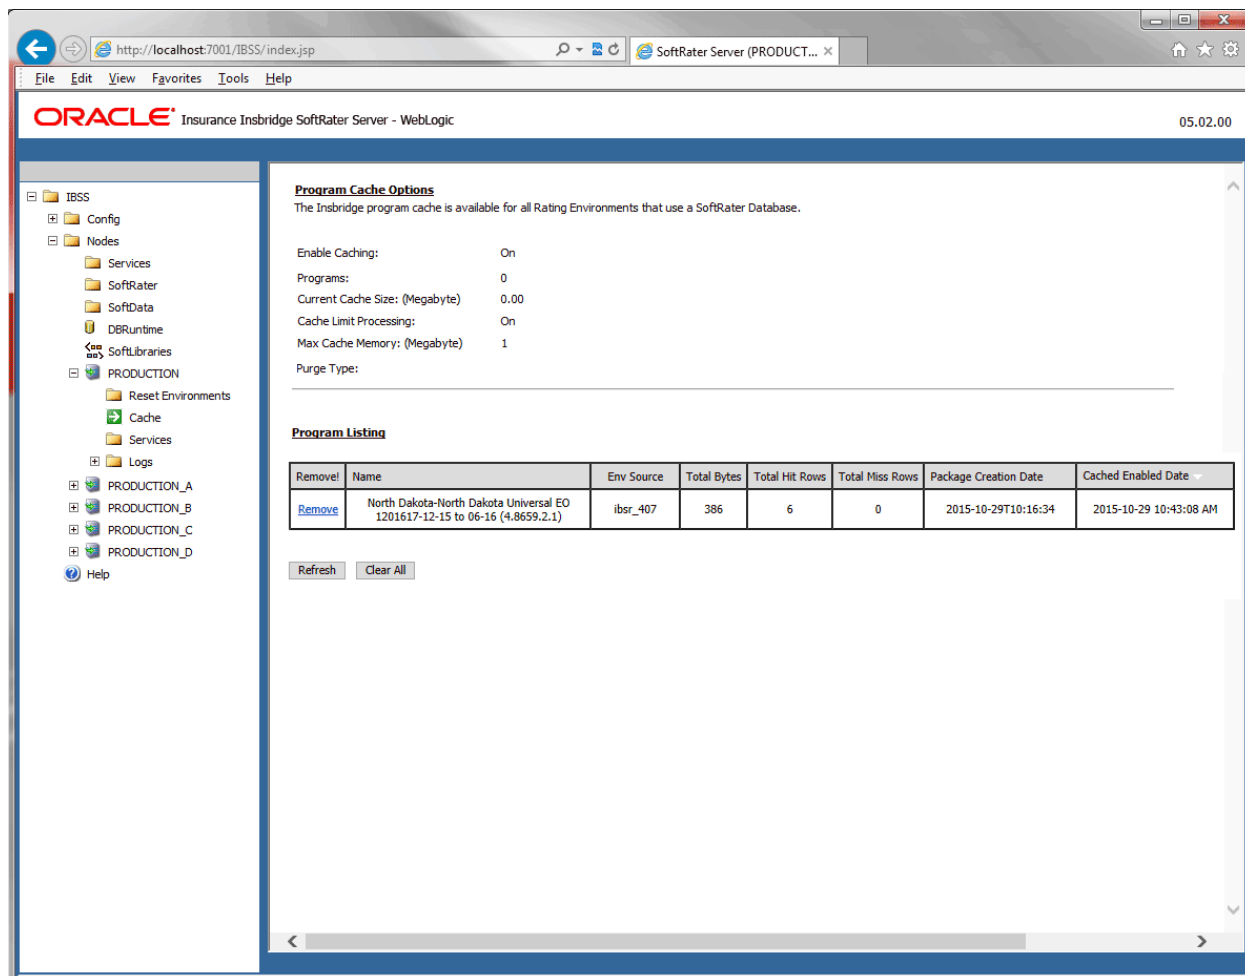 http://localhost:7001/IBSS/index.jsp
SoftRater Server (PRODUCT...
File Edit View Favorites Tools Help
ORACLE Insurance Insbridge SoftRater Server - WebLogic
05.02.00
IBSS
Config
Nodes
Services
SoftRater
SoftData
DBRuntime
SoftLibraries
PRODUCTION
Reset Environments
Cache
Services
Logs
PRODUCTION_A
PRODUCTION_B
PRODUCTION_C
PRODUCTION_D
Help
Program Cache Options
The Insbridge program cache is available for all Rating Environments that use a SoftRater Database.
Enable Caching: On
Programs: 0
Current Cache Size: (Megabyte) 0.00
Cache Limit Processing: On
Max Cache Memory: (Megabyte) 1
Purge Type:
Program Listing
Remove! Name Env Source Total Bytes Total Hit Rows Total Miss Rows Package Creation Date Cached Enabled Date
Remove North Dakota-North Dakota Universal EO 1201617-12-15 to 06-16 (4.8659.2.1) ibsr_407 386 6 0 2015-10-29T10:16:34 2015-10-29 10:43:08 AM
Refresh Clear All